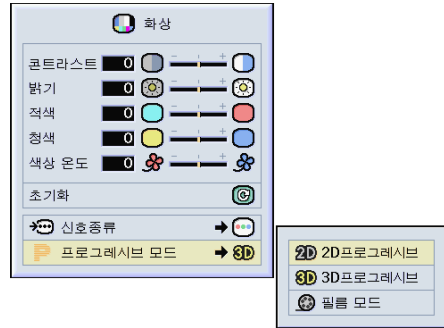 화상
콘트라스트 0
밝기 0
적색 0
청색 0
색상 온도 0
초기화
신호종류
P 프로그레시브 모드 3D
2D 2D프로그레시브
3D 3D프로그레시브
필름 모드